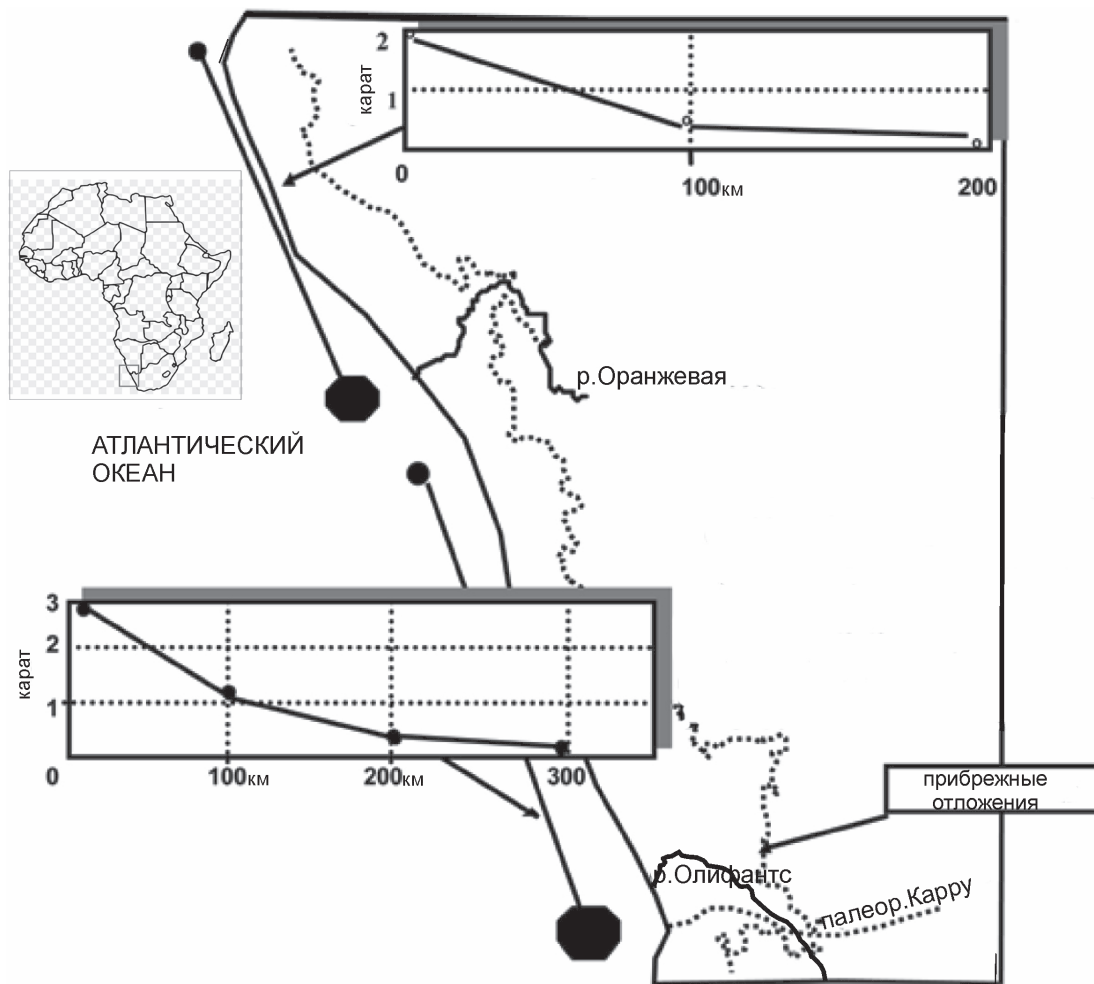 2
карат
1
0
100км
200
р.Оранжевая
АТЛАНТИЧЕСКИЙ
ОКЕАН
3
2
карат
1
0
100км
200км
300
прибрежные
отложения
р.Олифантс
палеор.Карру